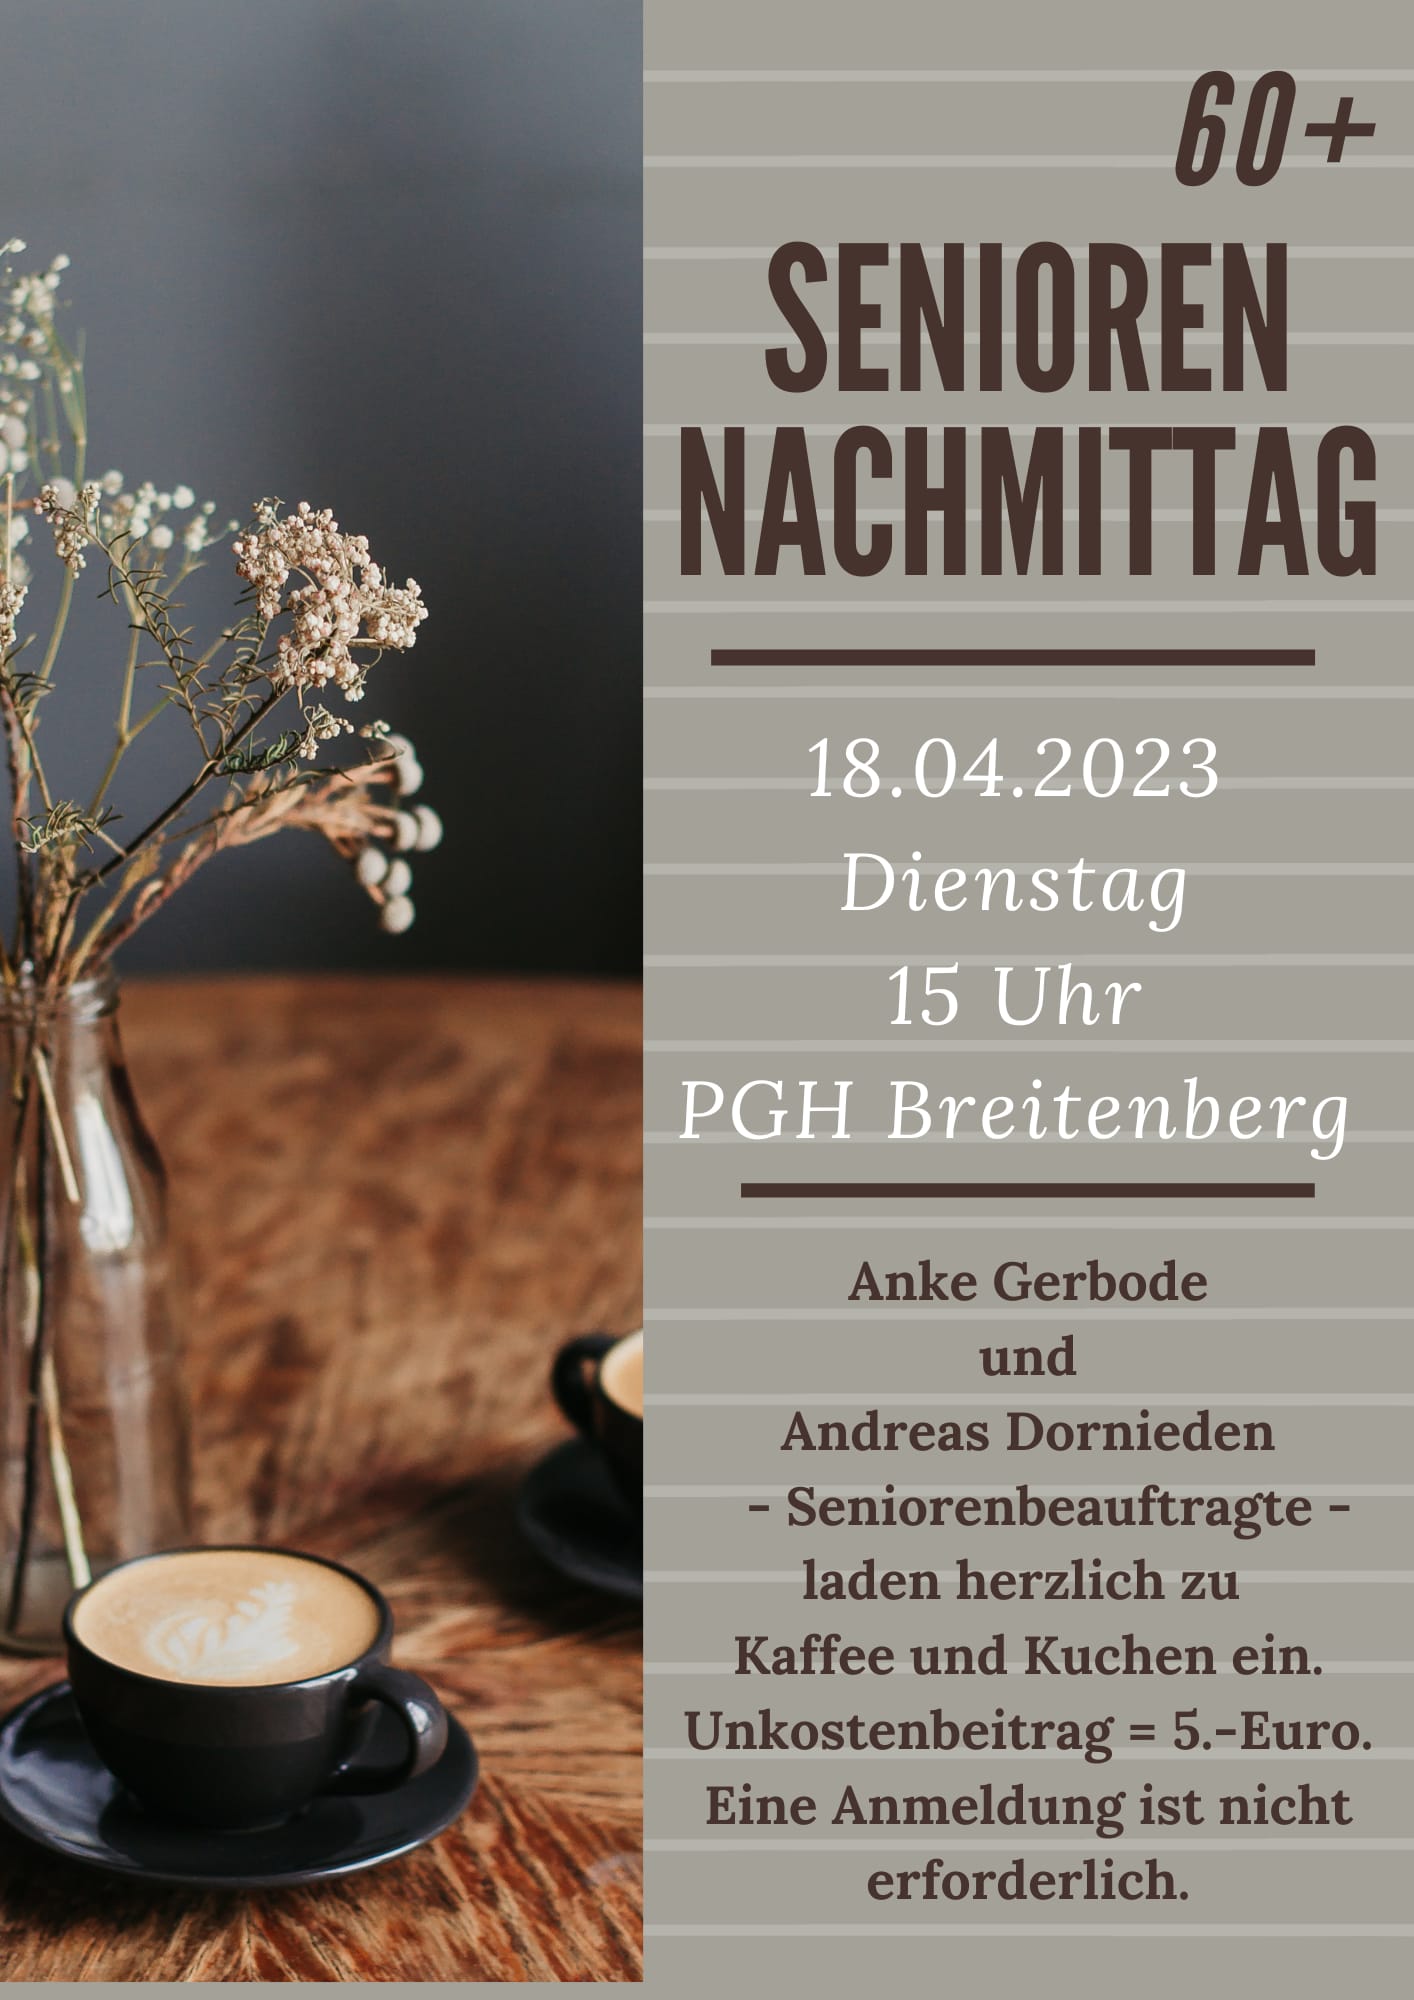 60+
SENIOREN
NACHMITTAG
18.04.2023
Dienstag
15 Uhr
PGH Breitenberg
Anke Gerbode
und
Andreas Dornieden
- Seniorenbeauftragte -
laden herzlich zu
Kaffee und Kuchen ein.
Unkostenbeitrag = 5.-Euro.
Eine Anmeldung ist nicht
erforderlich.